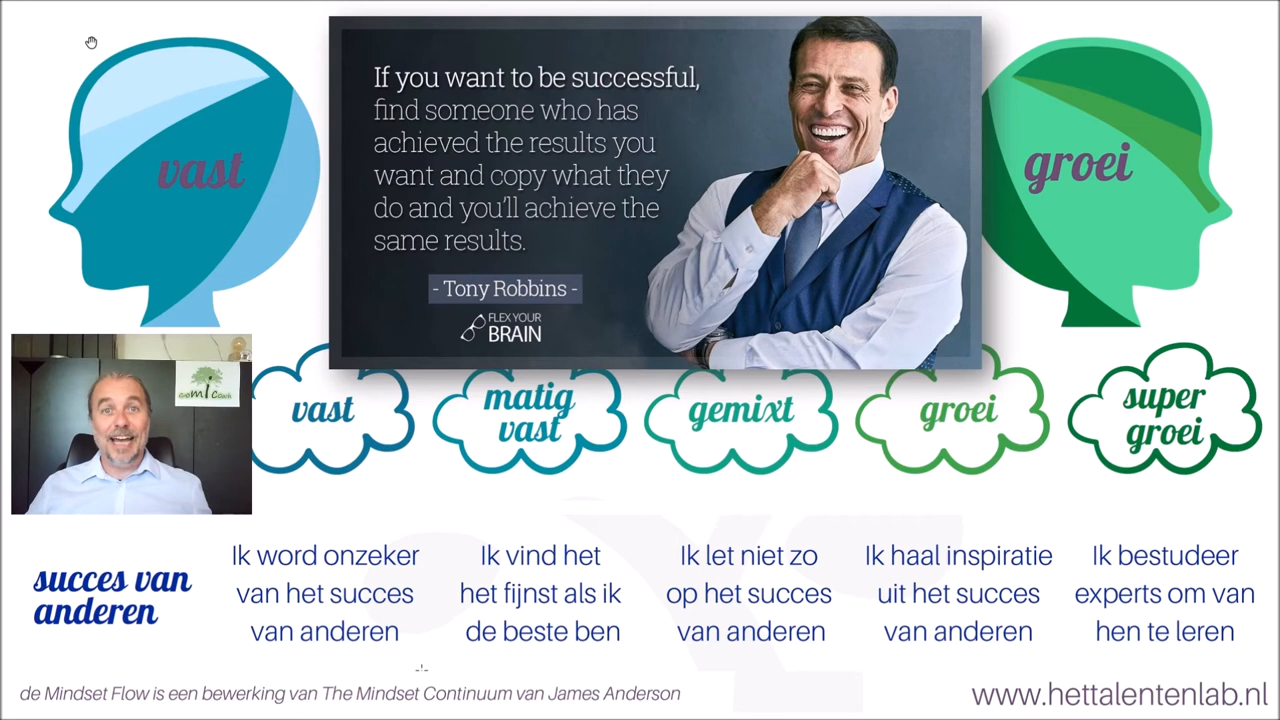 If you want to be successful,
find someone who has
achieved the results you
want and copy what they
do and you'll achieve the
same results.
- Tony Robbins -
FLEX YOUR
BRAIN
vast
groei
vast
matig
vast
gemixt
groei
super
groei
succes van
anderen
Ik word onzeker
van het succes
van anderen
Ik vind het
het fijnst als ik
de beste ben
Ik let niet zo
op het succes
van anderen
Ik haal inspiratie
uit het succes
van anderen
Ik bestudeer
experts om van
hen te leren
de Mindset Flow is een bewerking van The Mindset Continuum van James Anderson
www.hettalentenlab.nl